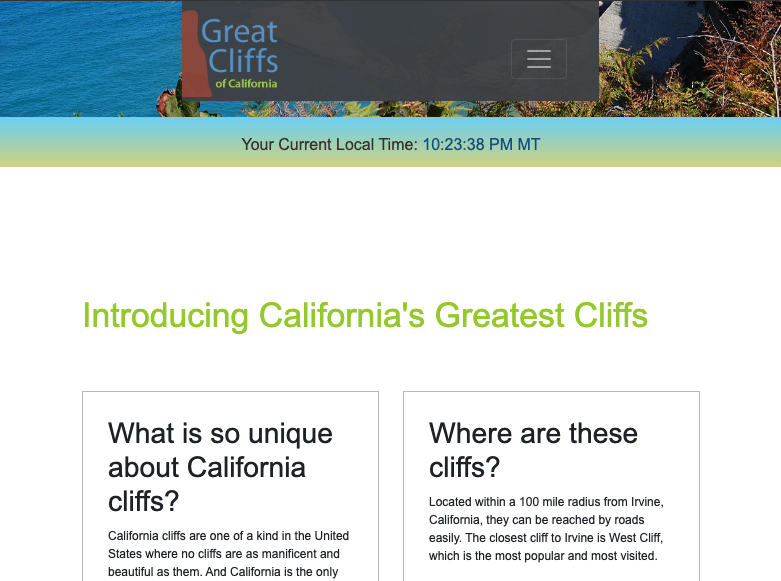 Great
Cliffs
of California
Your Current Local Time: 10:23:38 PM MT
Introducing California's Greatest Cliffs
What is so unique
about California
cliffs?
California cliffs are one of a kind in the United
States where no cliffs are as manificent and
beautiful as them. And California is the only
Where are these
cliffs?
Located within a 100 mile radius from Irvine,
California, they can be reached by roads
easily. The closest cliff to Irvine is West Cliff,
which is the most popular and most visited.